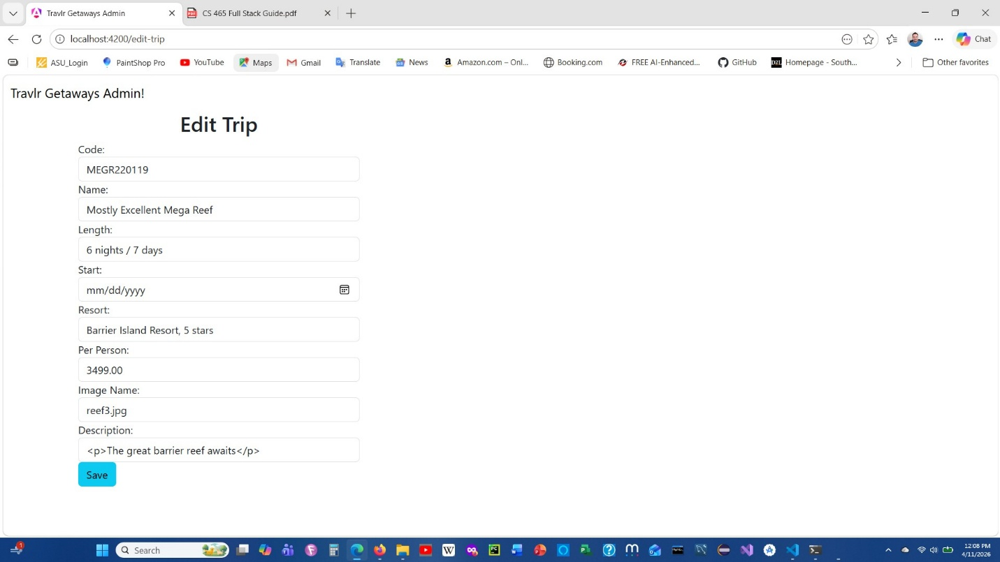 Travlr Getaways Admin
CS 465 Full Stack Guide.pdf
localhost:4200/edit-trip
Chat
ASU_Login
PaintShop Pro
YouTube
Maps
Gmail
Translate
News
Amazon.com – Onl...
Booking.com
FREE AI-Enhanced...
GitHub
D2L
Homepage - South...
Other favorites
Travlr Getaways Admin!
Edit Trip
Code:
MEGR220119
Name:
Mostly Excellent Mega Reef
Length:
6 nights / 7 days
Start:
mm/dd/yyyy
Resort:
Barrier Island Resort, 5 stars
Per Person:
3499.00
Image Name:
reef3.jpg
Description:
<p>The great barrier reef awaits</p>
Save
1
Search
12:08 PM
4/11/2026